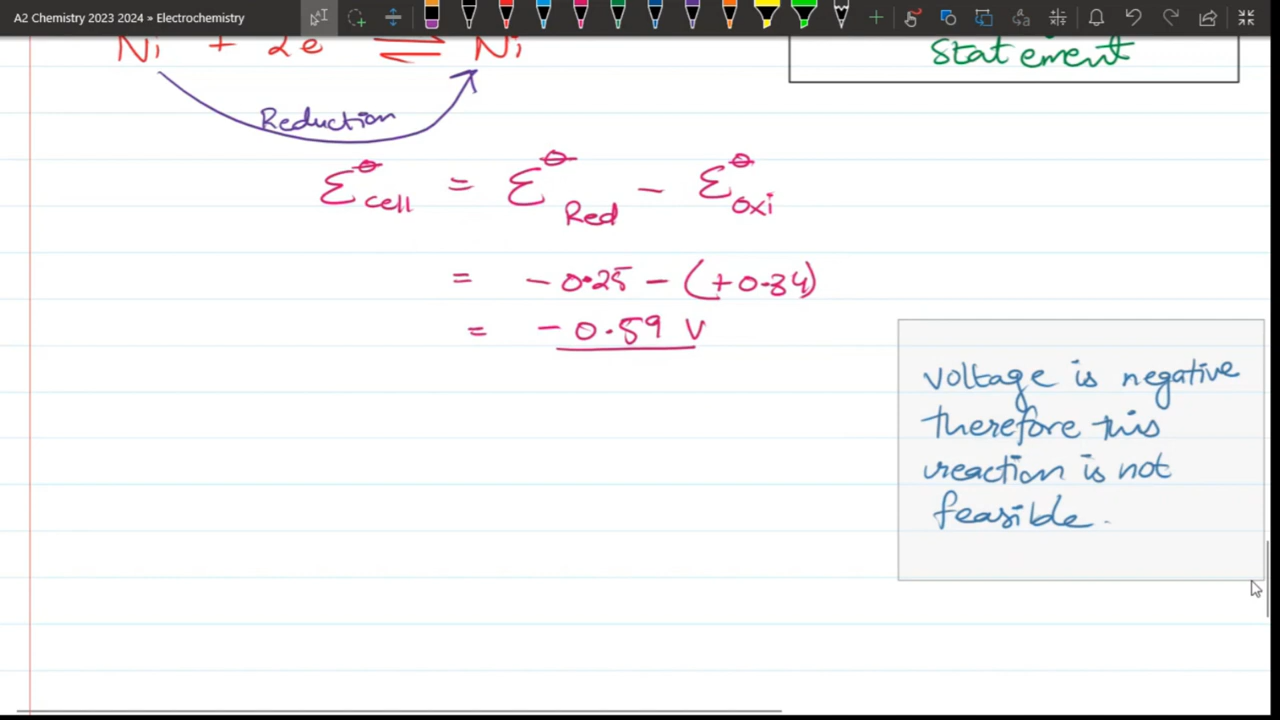 A2 Chemistry 2023 2024 » Electrochemistry
Ni + 2e ⇌ Ni
Statement
Reduction
Ɛ⦵cell = Ɛ⦵Red - Ɛ⦵oxi
= -0.25 - (+0.34)
= -0.59 V
voltage is negative
therefore this
reaction is not
feasible.